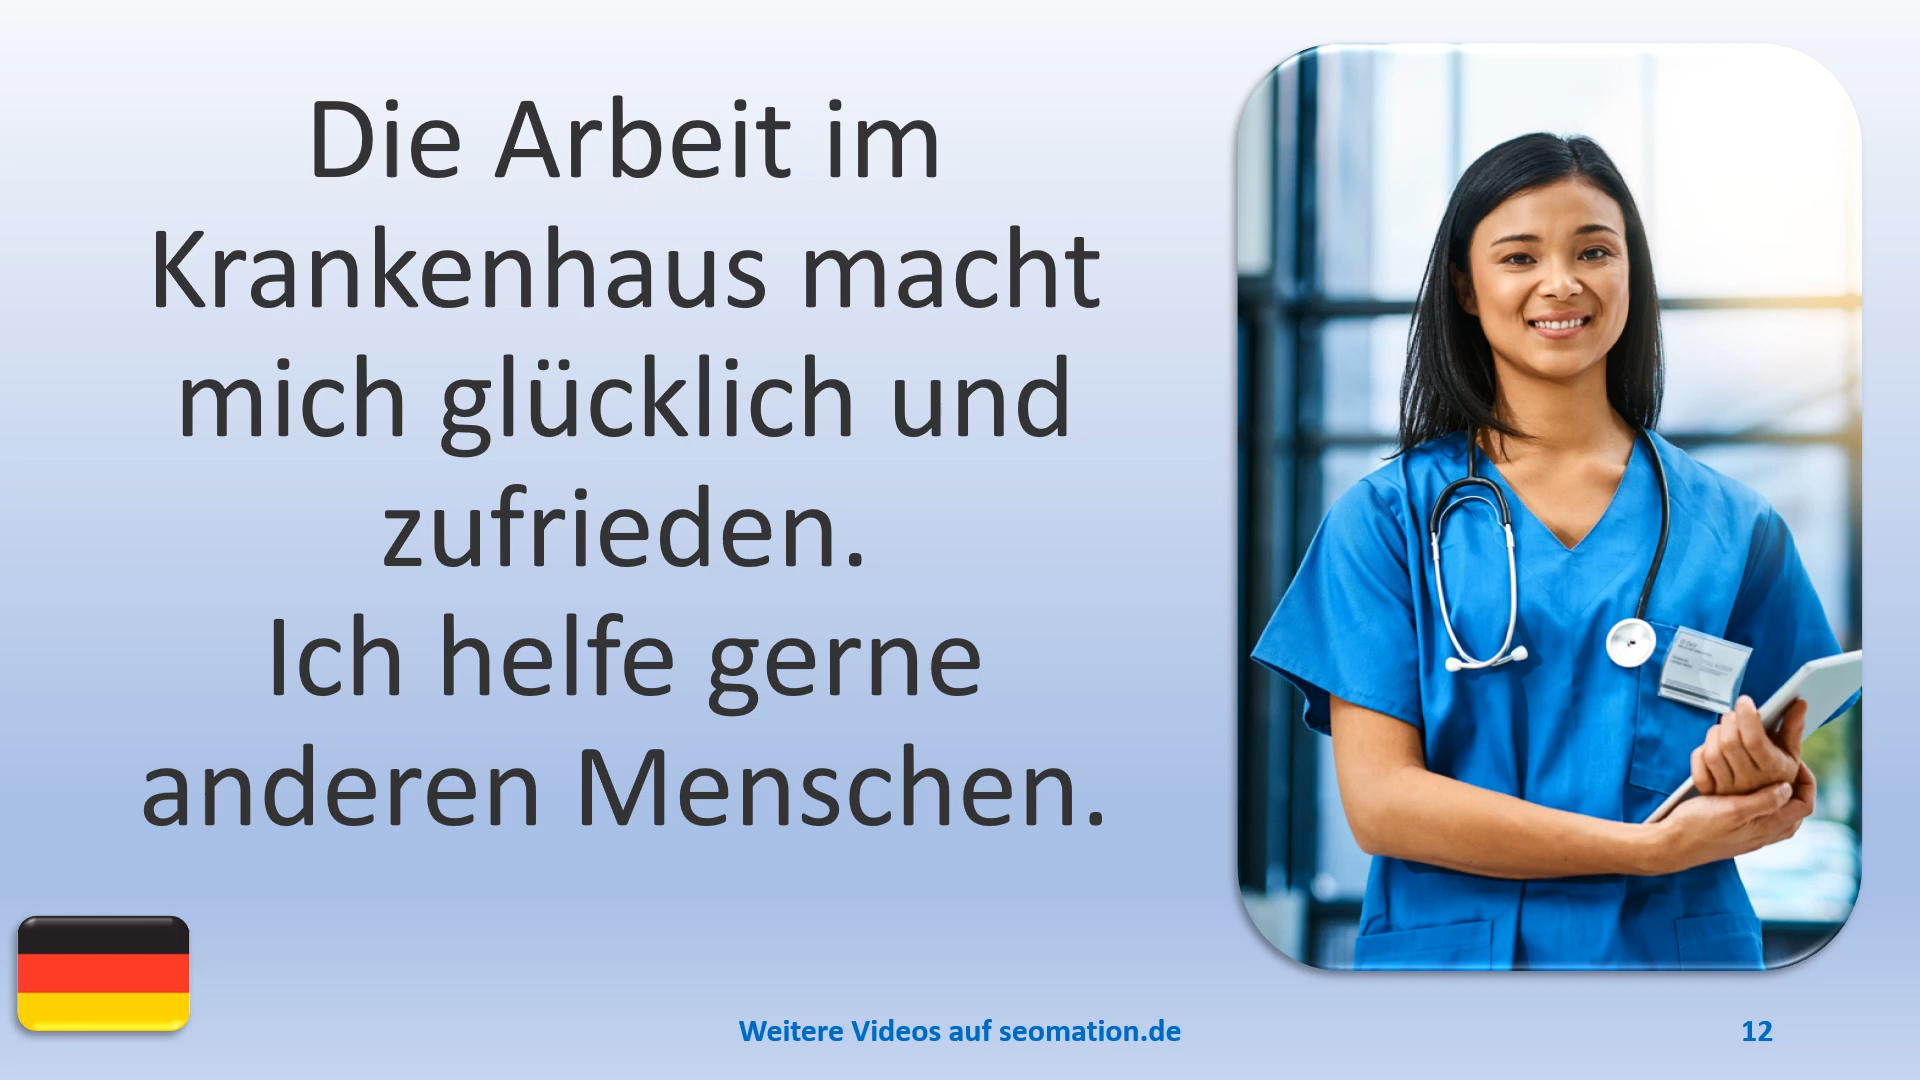 Die Arbeit im
Krankenhaus macht
mich glücklich und
zufrieden.
Ich helfe gerne
anderen Menschen.
Weitere Videos auf seomation.de
12